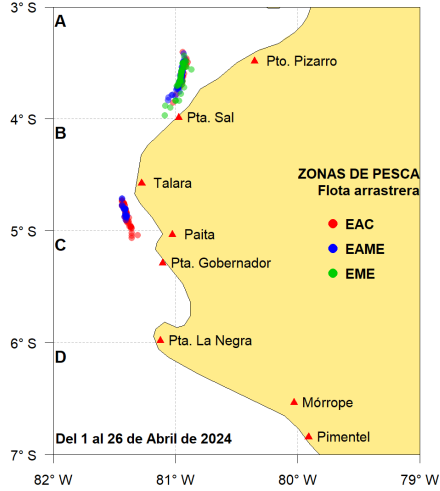 3° S
A
Pto. Pizarro
4° S
Pta. Sal
B
ZONAS DE PESCA
Flota arrastrera
Talara
EAC
5° S
Paita
EAME
C
Pta. Gobernador
EME
6° S
Pta. La Negra
D
Mórrope
Del 1 al 26 de Abril de 2024
Pimentel
7° S
82° W
81° W
80° W
79° W